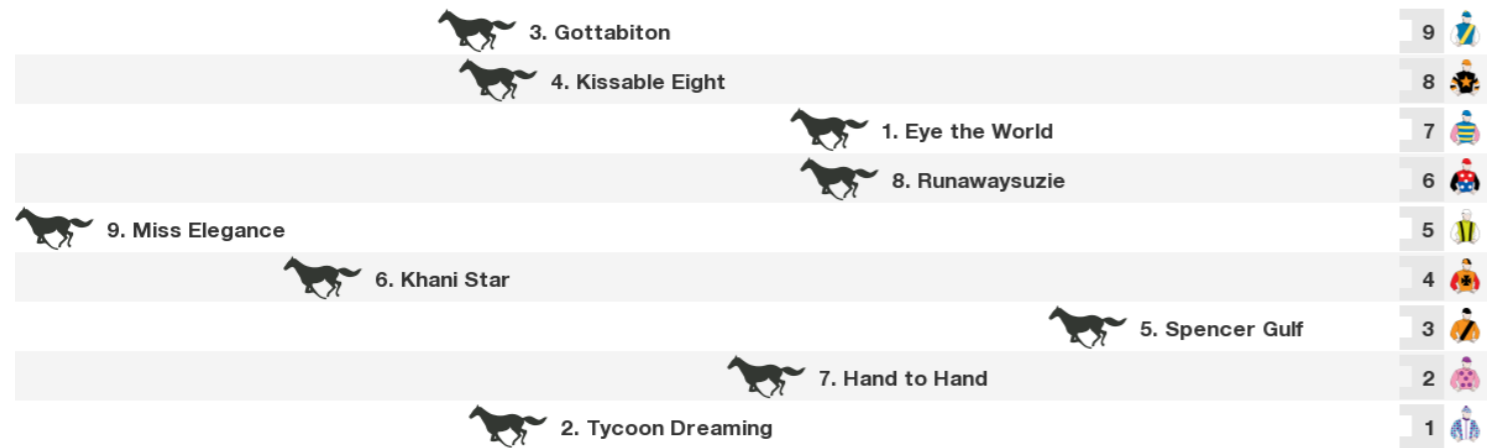 3. Gottabiton 9
4. Kissable Eight 8
1. Eye the World 7
8. Runawaysuzie 6
9. Miss Elegance 5
6. Khani Star 4
5. Spencer Gulf 3
7. Hand to Hand 2
2. Tycoon Dreaming 1